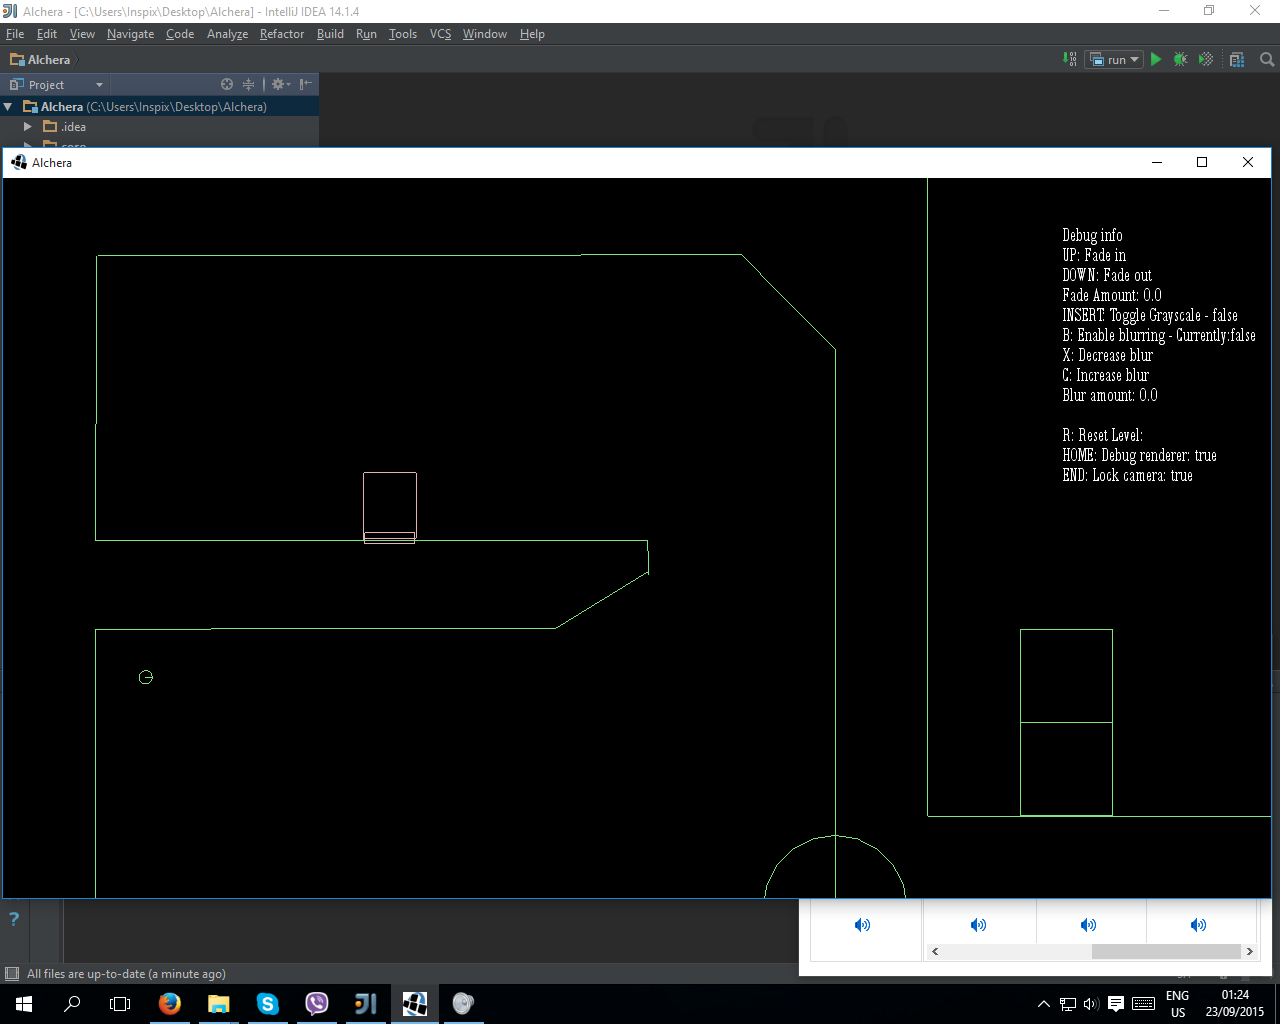 Alchera - [C:\Users\Inspix\Desktop\Alchera] - IntelliJ IDEA 14.1.4
File Edit View Navigate Code Analyze Refactor Build Run Tools VCS Window Help
Alchera
run
Project
Alchera (C:\Users\Inspix\Desktop\Alchera)
.idea
Alchera
Debug info
UP: Fade in
DOWN: Fade out
Fade Amount: 0.0
INSERT: Toggle Grayscale - false
B: Enable blurring - Currently:false
X: Decrease blur
C: Increase blur
Blur amount: 0.0
R: Reset Level:
HOME: Debug renderer: true
END: Lock camera: true
?
All files are up-to-date (a minute ago)
ENG
US
01:24
23/09/2015